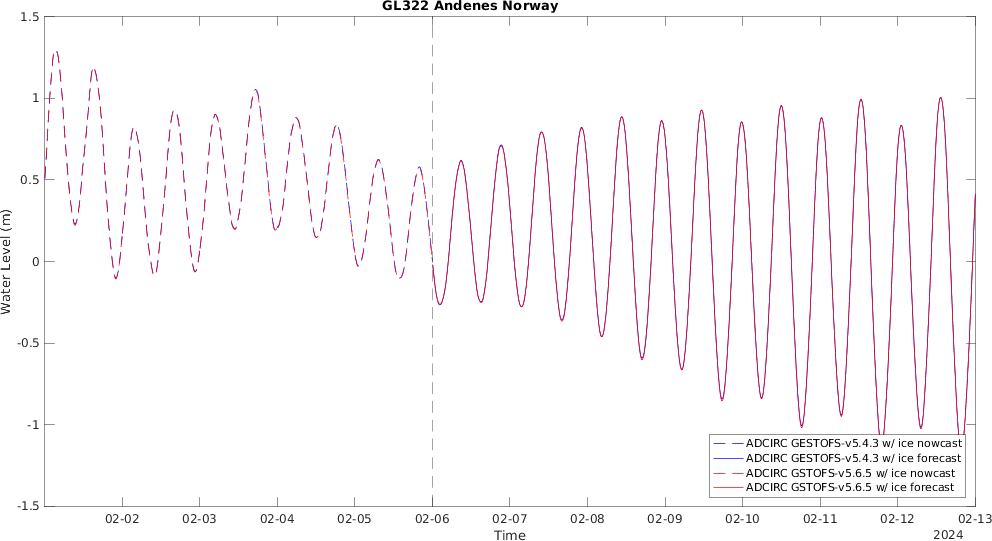 GL322 Andenes Norway
1.5
1
0.5
0
-0.5
-1
-1.5
Water Level (m)
ADCIRC GESTOFS-v5.4.3 w/ ice nowcast
ADCIRC GESTOFS-v5.4.3 w/ ice forecast
ADCIRC GSTOFS-v5.6.5 w/ ice nowcast
ADCIRC GSTOFS-v5.6.5 w/ ice forecast
02-02 02-03 02-04 02-05 02-06 02-07 02-08 02-09 02-10 02-11 02-12 02-13
Time
2024